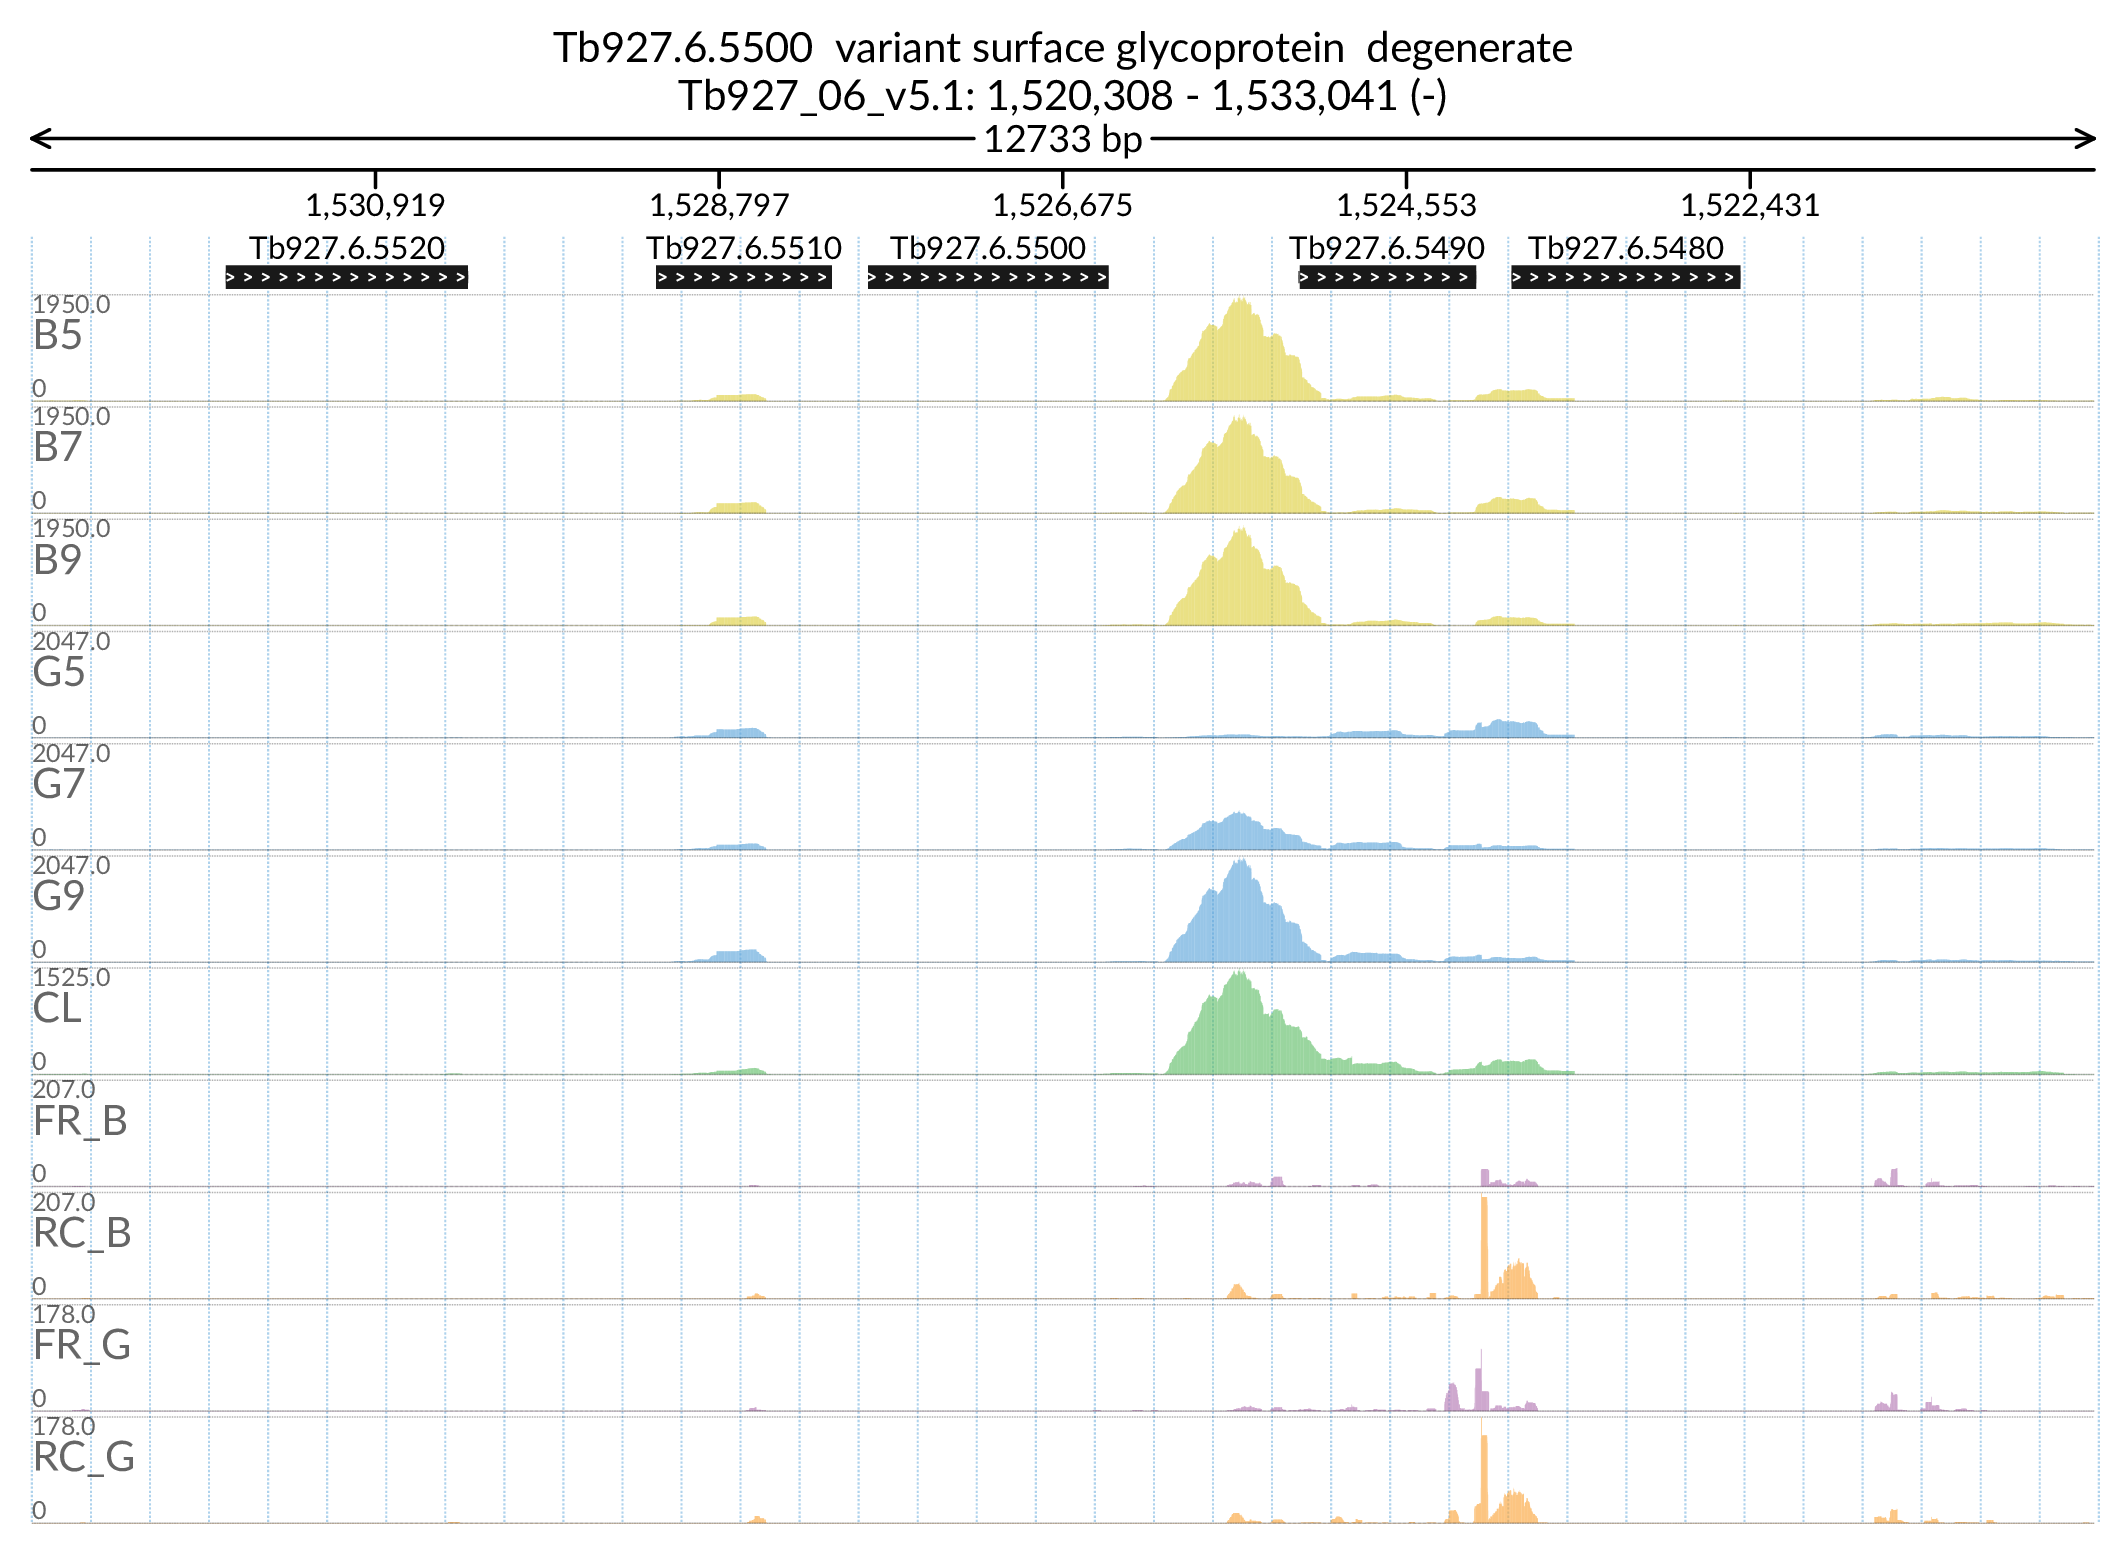 Tb927.6.5500  variant surface glycoprotein  degenerate
Tb927_06_v5.1: 1,520,308 - 1,533,041 (-)
12733 bp
1,530,919 1,528,797 1,526,675 1,524,553 1,522,431
Tb927.6.5520 Tb927.6.5510 Tb927.6.5500 Tb927.6.5490 Tb927.6.5480
1950.0
B5
0
1950.0
B7
0
1950.0
B9
0
2047.0
G5
0
2047.0
G7
0
2047.0
G9
0
1525.0
CL
0
207.0
FR_B
0
207.0
RC_B
0
178.0
FR_G
0
178.0
RC_G
0